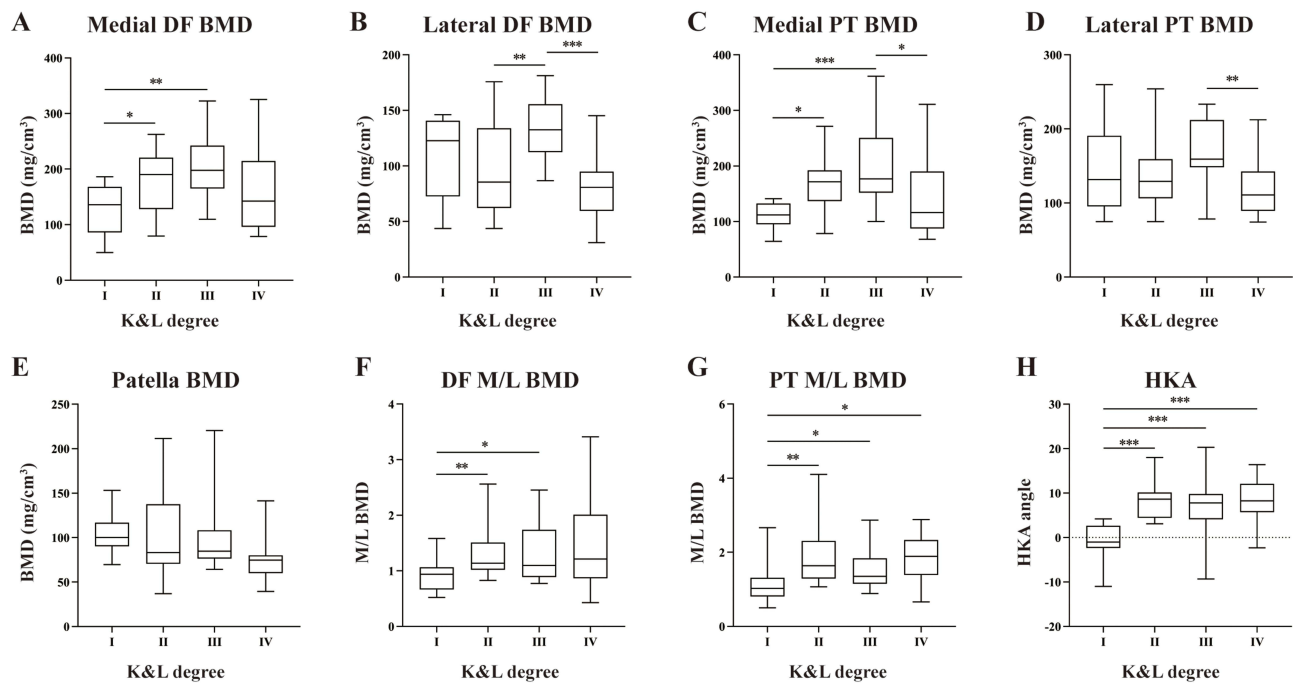 A Medial DF BMD
BMD (mg/cm³)
400
300
200
100
0
**
*
I II III IV
K&L degree
B Lateral DF BMD
BMD (mg/cm³)
200
150
100
50
0
** ***
I II III IV
K&L degree
C Medial PT BMD
BMD (mg/cm³)
400
300
200
100
0
*
***
*
I II III IV
K&L degree
D Lateral PT BMD
BMD (mg/cm³)
300
200
100
0
**
I II III IV
K&L degree
E Patella BMD
BMD (mg/cm³)
250
200
150
100
50
0
I II III IV
K&L degree
F DF M/L BMD
M/L BMD
4
3
2
1
0
*
**
I II III IV
K&L degree
G PT M/L BMD
M/L BMD
6
4
2
0
*
*
**
I II III IV
K&L degree
H HKA
HKA angle
30
20
10
0
-10
-20
***
***
***
I II III IV
K&L degree